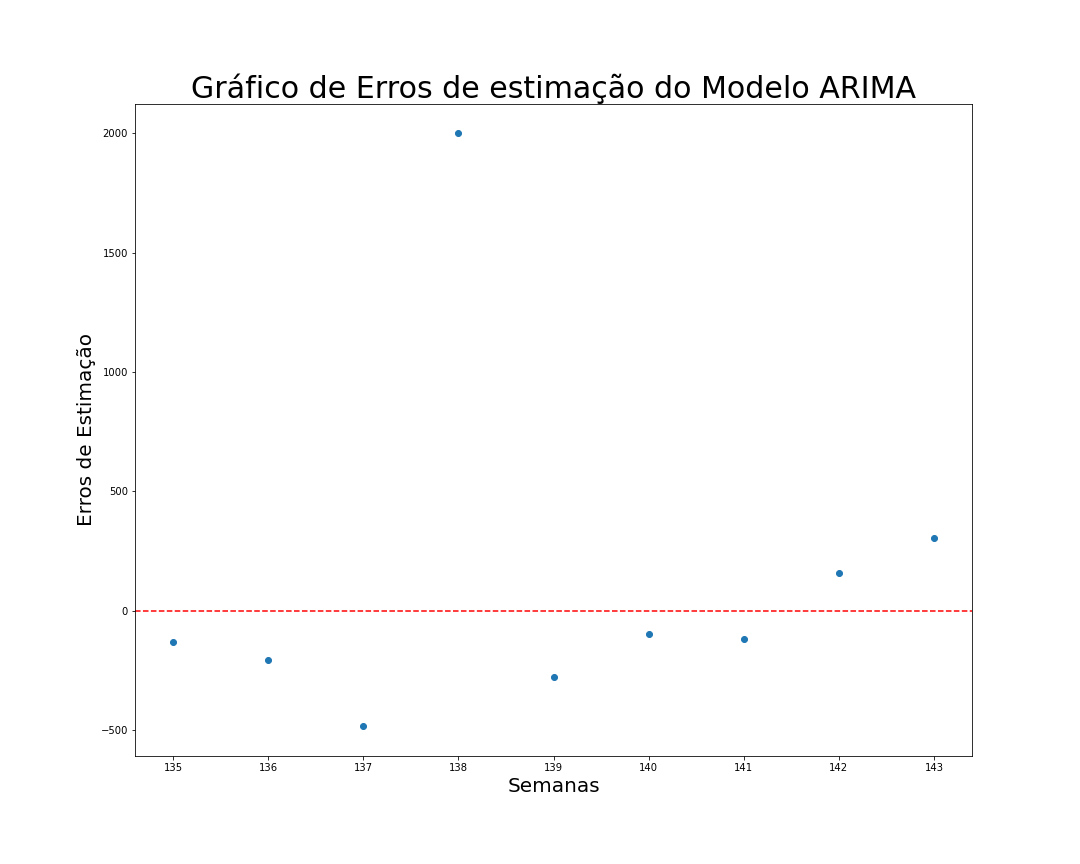 Gráfico de Erros de estimação do Modelo ARIMA
Erros de Estimação
2000
1500
1000
500
0
−500
135 136 137 138 139 140 141 142 143
Semanas